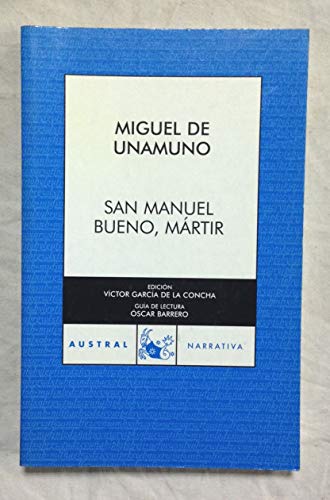 MIGUEL DE
UNAMUNO
SAN MANUEL
BUENO, MÁRTIR
EDICIÓN
VÍCTOR GARCÍA DE LA CONCHA
GUÍA DE LECTURA
ÓSCAR BARRERO
AUSTRAL NARRATIVA